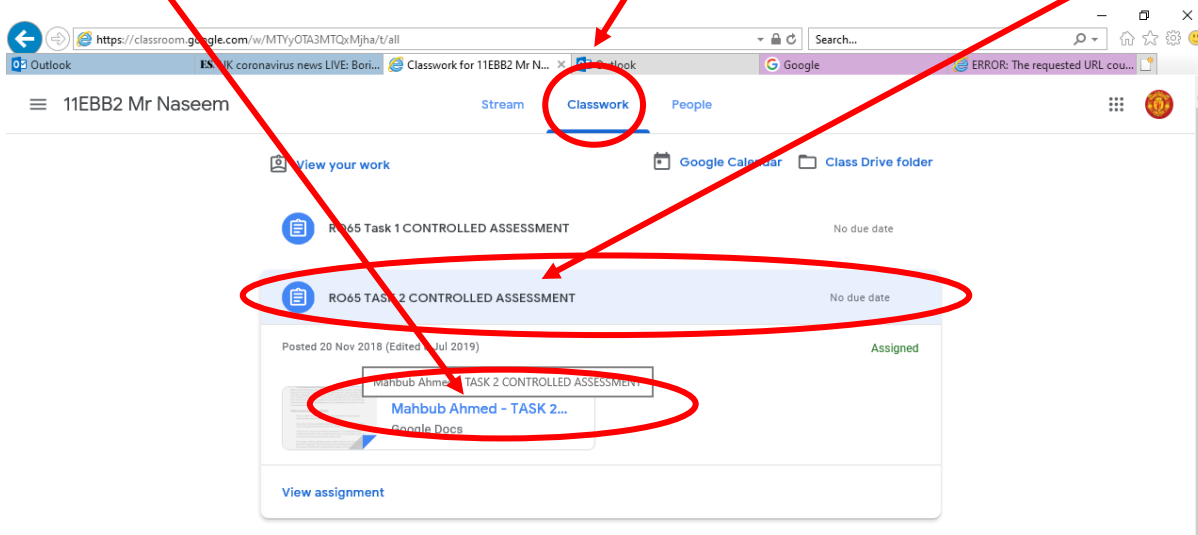 https://classroom.google.com/w/MTYyOTA3MTQxMjha/t/all
Search...
Outlook
ES UK coronavirus news LIVE: Bori...
Classwork for 11EBB2 Mr N...
Outlook
Google
ERROR: The requested URL cou...
11EBB2 Mr Naseem
Stream
Classwork
People
View your work
Google Calendar
Class Drive folder
RO65 Task 1 CONTROLLED ASSESSMENT
No due date
RO65 TASK 2 CONTROLLED ASSESSMENT
No due date
Posted 20 Nov 2018 (Edited Jul 2019)
Assigned
Mahbub Ahmed - TASK 2 CONTROLLED ASSESSMENT
Mahbub Ahmed - TASK 2...
Google Docs
View assignment